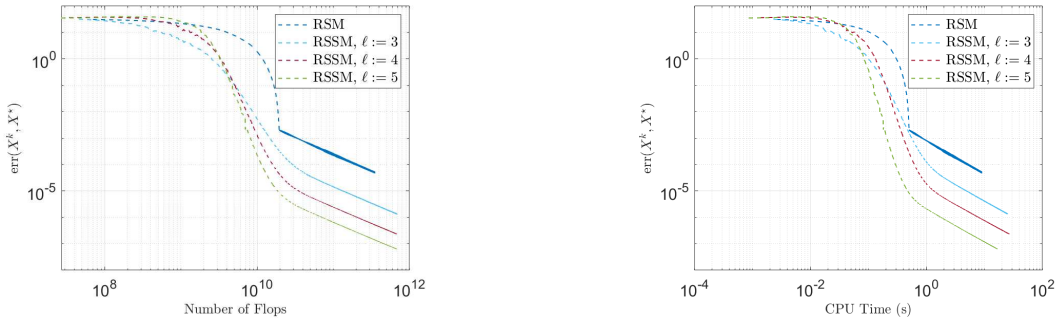 RSM
RSSM, ℓ := 3
RSSM, ℓ := 4
RSSM, ℓ := 5
10^0
10^-5
err(X^k, X^⋆)
10^8
10^10
10^12
Number of Flops
RSM
RSSM, ℓ := 3
RSSM, ℓ := 4
RSSM, ℓ := 5
10^0
10^-5
err(X^k, X^⋆)
10^-4
10^-2
10^0
10^2
CPU Time (s)